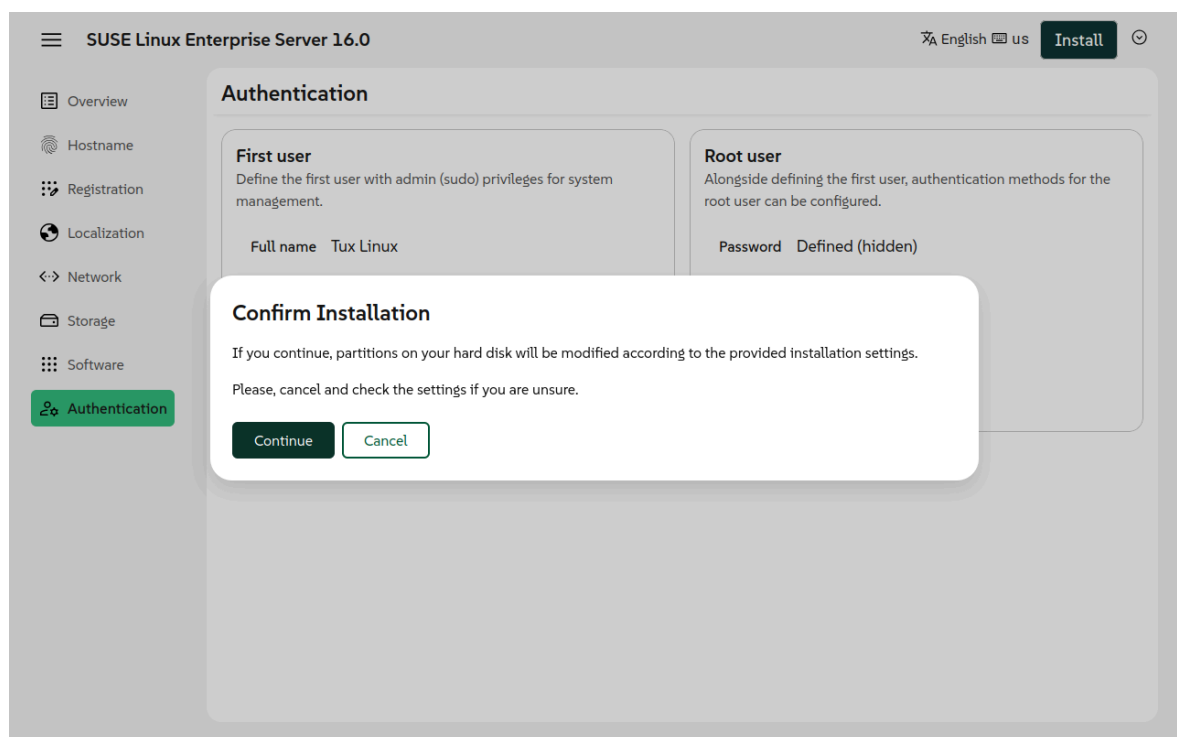 SUSE Linux Enterprise Server 16.0
English us Install
Overview
Hostname
Registration
Localization
Network
Storage
Software
Authentication
Authentication
First user
Define the first user with admin (sudo) privileges for system
management.
Full name Tux Linux
Root user
Alongside defining the first user, authentication methods for the
root user can be configured.
Password Defined (hidden)
Confirm Installation
If you continue, partitions on your hard disk will be modified according to the provided installation settings.
Please, cancel and check the settings if you are unsure.
Continue Cancel